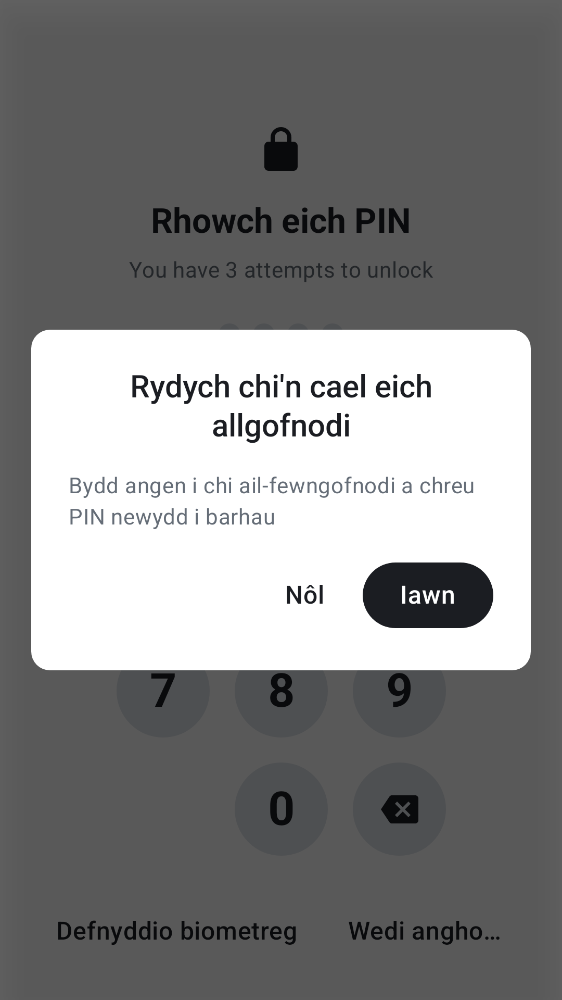 Rhowch eich PIN
You have 3 attempts to unlock
Rydych chi'n cael eich
allgofnodi
Bydd angen i chi ail-fewngofnodi a chreu
PIN newydd i barhau
Nôl
Iawn
7
8
9
0
Defnyddio biometreg
Wedi angho...